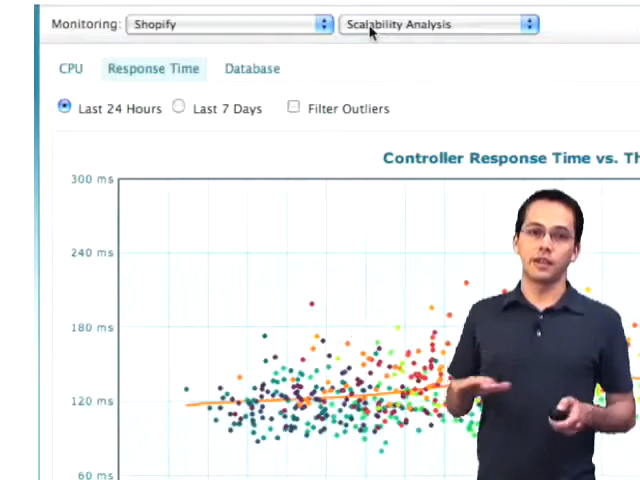 Monitoring: Shopify Scalability Analysis
CPU Response Time Database
Last 24 Hours Last 7 Days Filter Outliers
Controller Response Time vs. Th
300 ms
240 ms
180 ms
120 ms
60 ms